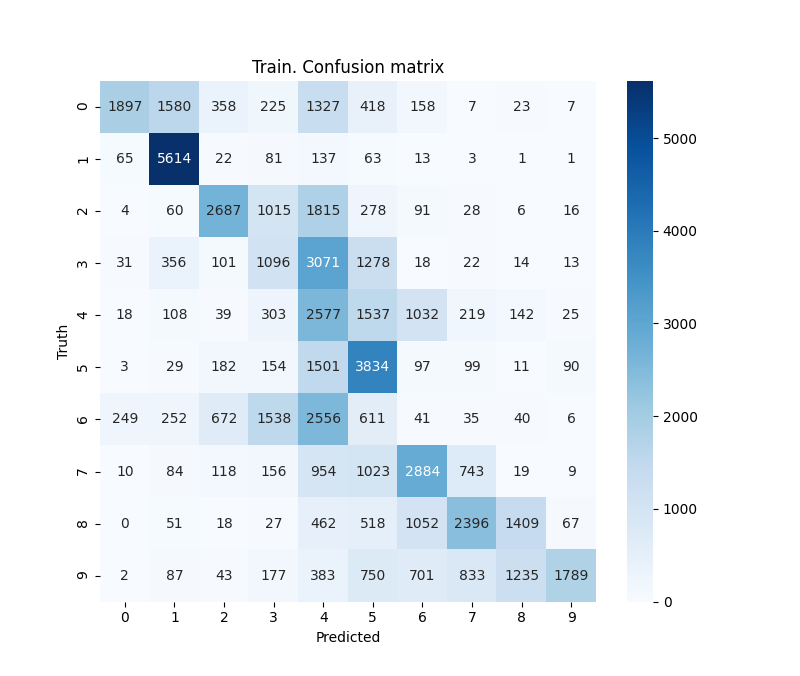 Train. Confusion matrix
0 1897 1580 358 225 1327 418 158 7 23 7
1 65 5614 22 81 137 63 13 3 1 1
2 4 60 2687 1015 1815 278 91 28 6 16
3 31 356 101 1096 3071 1278 18 22 14 13
4 18 108 39 303 2577 1537 1032 219 142 25
5 3 29 182 154 1501 3834 97 99 11 90
6 249 252 672 1538 2556 611 41 35 40 6
7 10 84 118 156 954 1023 2884 743 19 9
8 0 51 18 27 462 518 1052 2396 1409 67
9 2 87 43 177 383 750 701 833 1235 1789
0 1 2 3 4 5 6 7 8 9
Predicted
Truth
5000
4000
3000
2000
1000
0